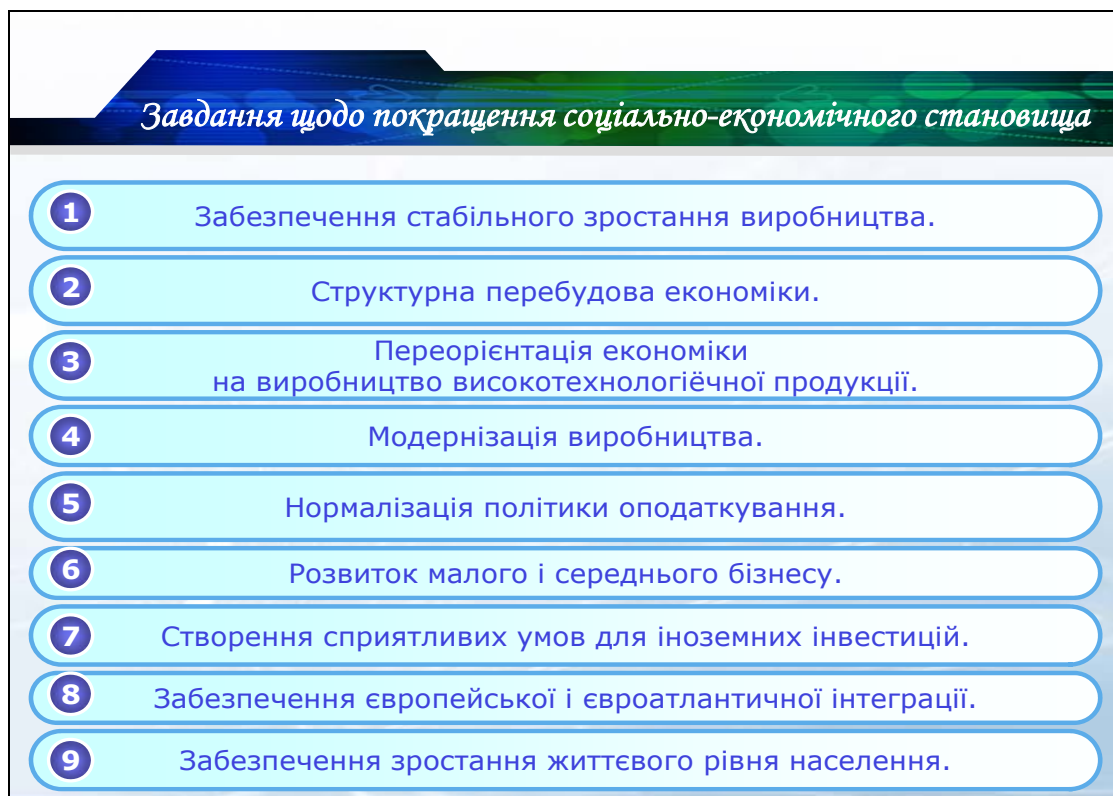 Завдання щодо покращення соціально-економічного становища
1
Забезпечення стабільного зростання виробництва.
2
Структурна перебудова економіки.
3
Переорієнтація економіки
на виробництво високотехнологіёчної продукції.
4
Модернізація виробництва.
5
Нормалізація політики оподаткування.
6
Розвиток малого і середнього бізнесу.
7
Створення сприятливих умов для іноземних інвестицій.
8
Забезпечення європейської і євроатлантичної інтеграції.
9
Забезпечення зростання життєвого рівня населення.